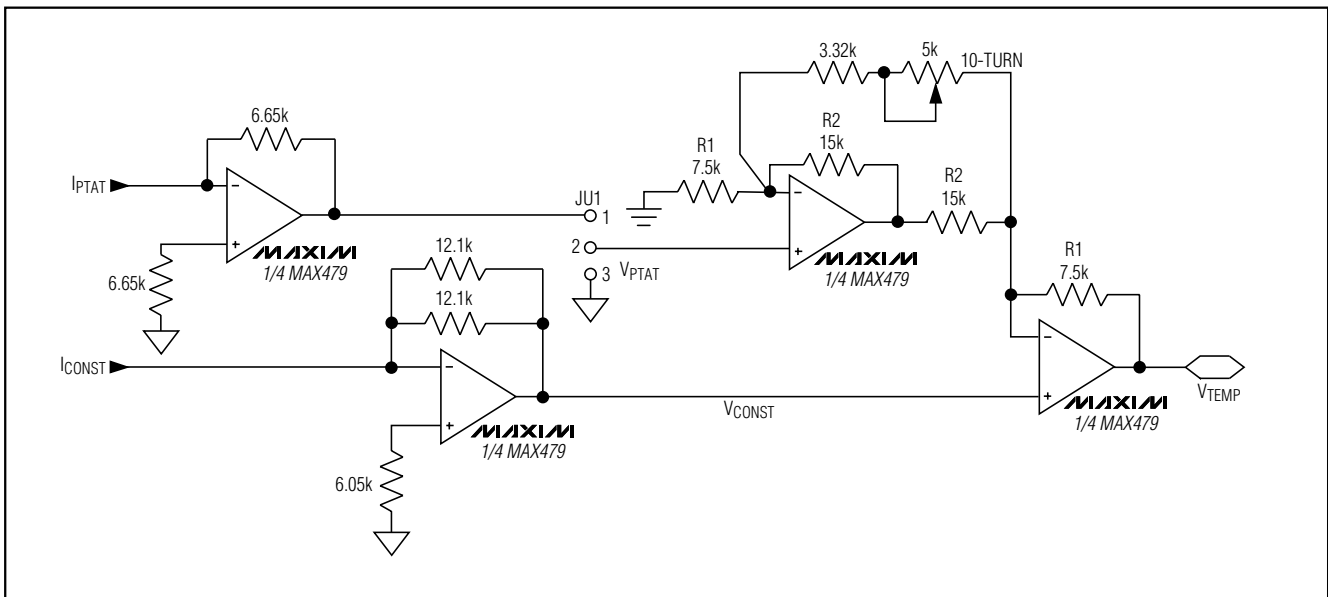 3.32k
5k
10-TURN
6.65k
R2
15k
R1
7.5k
IPTAT
JU1
1
R2
15k
-
+
-
+
MAXIM
1/4 MAX479
2
VPTAT
3
MAXIM
1/4 MAX479
6.65k
12.1k
12.1k
R1
7.5k
ICONST
-
+
VCONST
-
+
VTEMP
MAXIM
1/4 MAX479
MAXIM
1/4 MAX479
6.05k